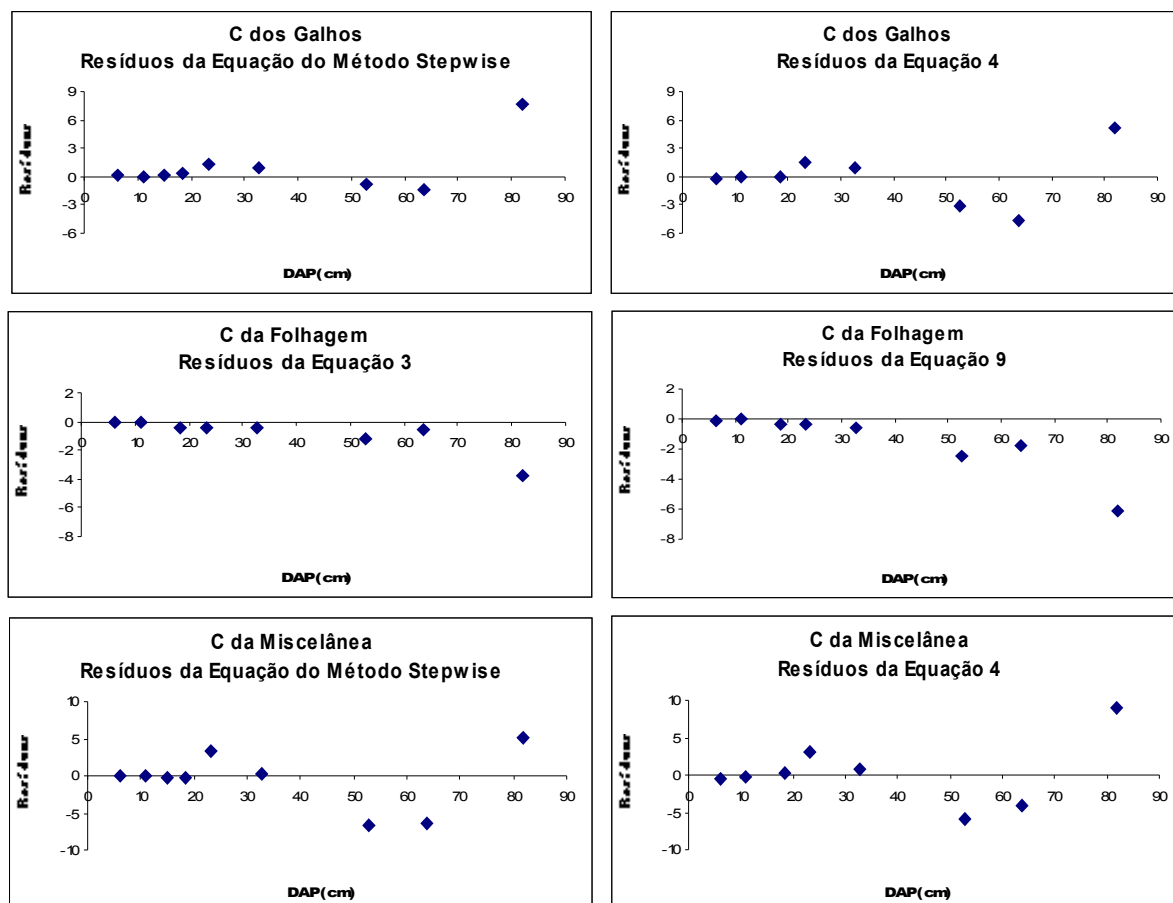 C dos Galhos
Resíduos da Equação do Método Stepwise
9
6
3
0
-3
-6
0 10 20 30 40 50 60 70 80 90
Resíduos
DAP(cm)
C dos Galhos
Resíduos da Equação 4
9
6
3
0
-3
-6
0 10 20 30 40 50 60 70 80 90
Resíduos
DAP(cm)
C da Folhagem
Resíduos da Equação 3
2
0
-2
-4
-6
-8
0 10 20 30 40 50 60 70 80 90
Resíduos
DAP(cm)
C da Folhagem
Resíduos da Equação 9
2
0
-2
-4
-6
-8
0 10 20 30 40 50 60 70 80 90
Resíduos
DAP(cm)
C da Miscelânea
Resíduos da Equação do Método Stepwise
10
5
0
-5
-10
0 10 20 30 40 50 60 70 80 90
Resíduos
DAP(cm)
C da Miscelânea
Resíduos da Equação 4
10
5
0
-5
-10
0 10 20 30 40 50 60 70 80 90
Resíduos
DAP(cm)